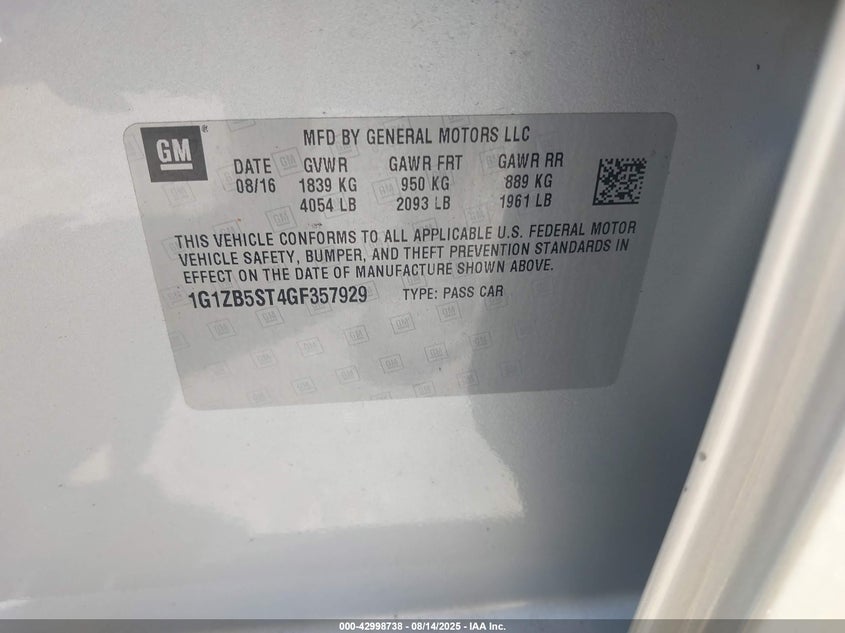 GM
MFD BY GENERAL MOTORS LLC
DATE GVWR GAWR FRT GAWR RR
08/16 1839 KG 950 KG 889 KG
4054 LB 2093 LB 1961 LB
THIS VEHICLE CONFORMS TO ALL APPLICABLE U.S. FEDERAL MOTOR
VEHICLE SAFETY, BUMPER, AND THEFT PREVENTION STANDARDS IN
EFFECT ON THE DATE OF MANUFACTURE SHOWN ABOVE.
1G1ZB5ST4GF357929 TYPE: PASS CAR
000-42998738 - 08/14/2025 - IAA Inc.